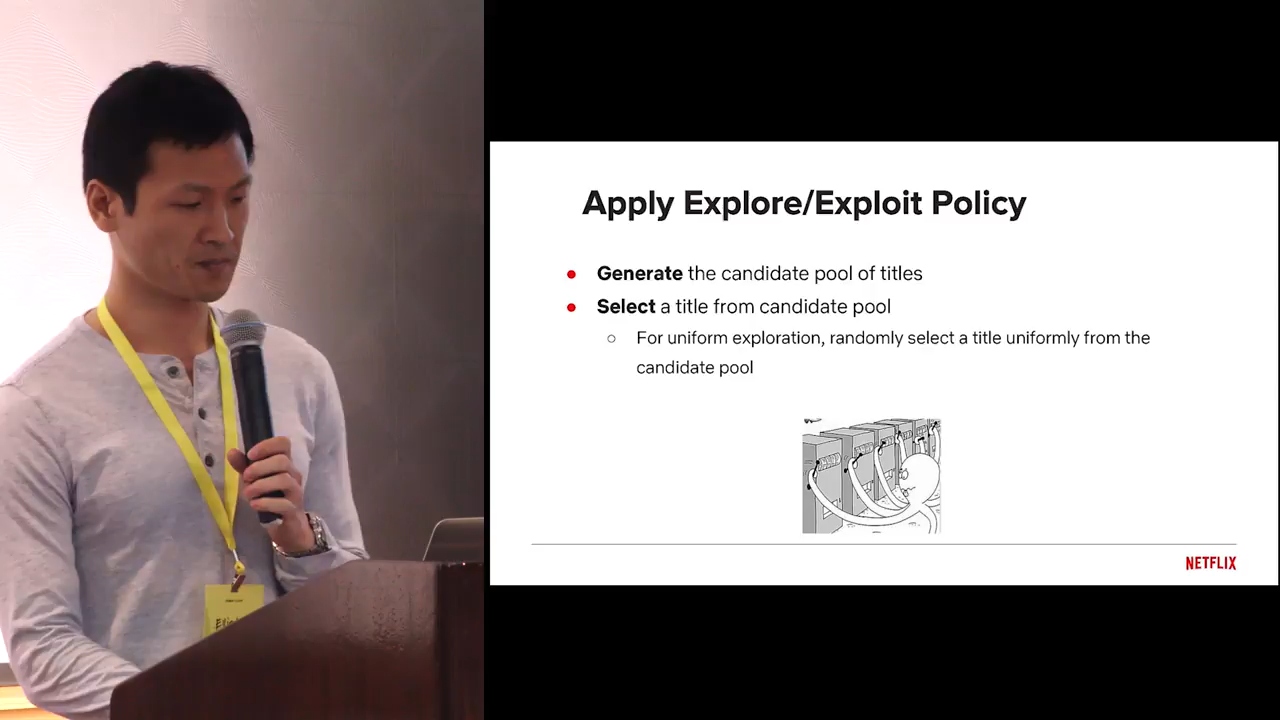 Apply Explore/Exploit Policy
● Generate the candidate pool of titles
● Select a title from candidate pool
○ For uniform exploration, randomly select a title uniformly from the
candidate pool
NETFLIX